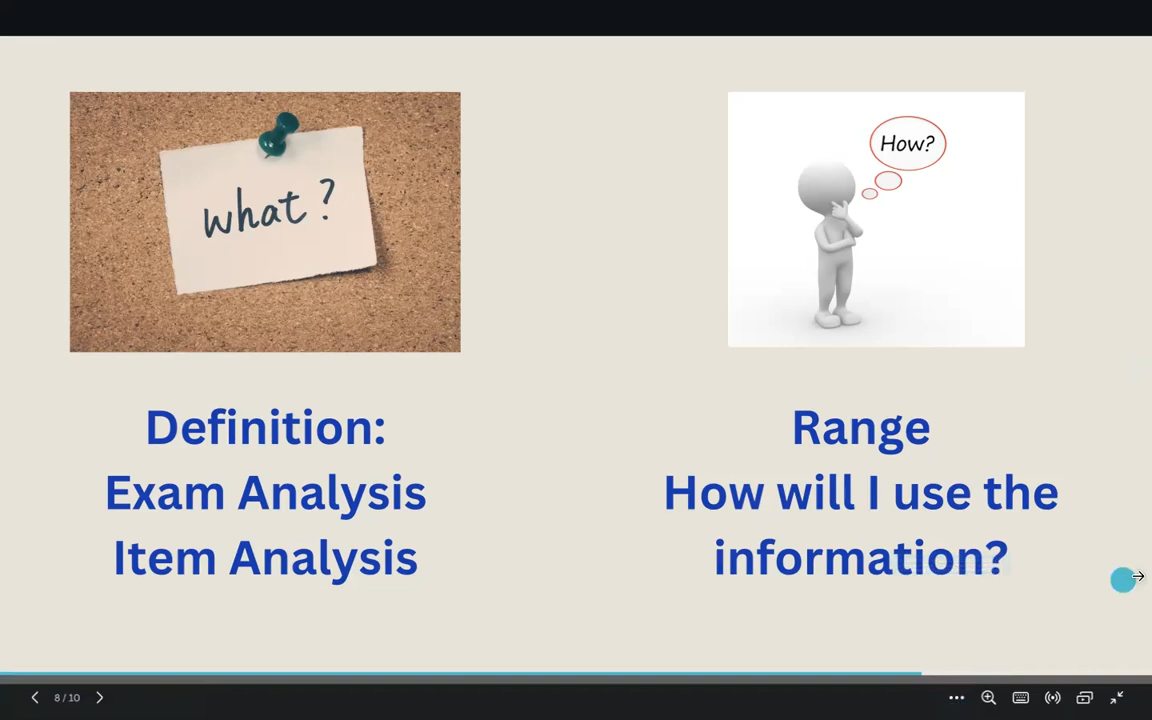 what?
How?
Definition:
Exam Analysis
Item Analysis
Range
How will I use the
information?
8 / 10